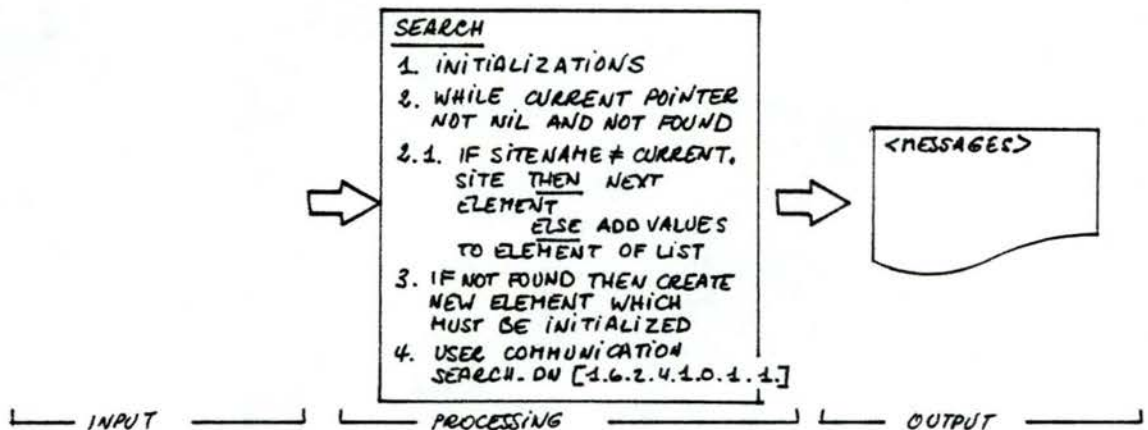 SEARCH
1. INITIALIZATIONS
2. WHILE CURRENT POINTER
NOT NIL AND NOT FOUND
2.1. IF SITENAME ≠ CURRENT.
SITE THEN NEXT
ELEMENT
ELSE ADD VALUES
TO ELEMENT OF LIST
3. IF NOT FOUND THEN CREATE
NEW ELEMENT WHICH
MUST BE INITIALIZED
4. USER COMMUNICATION
SEARCH-DN [1.6.2.4.1.0.1.1.]
<MESSAGES>
INPUT
PROCESSING
OUTPUT